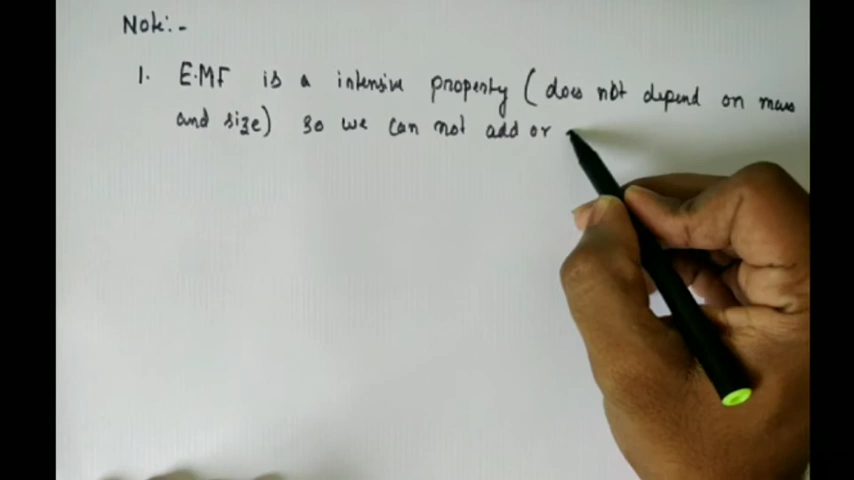 Note:-
1. E.MF is a intensive property (does not depend on mass
and size) so we can not add or